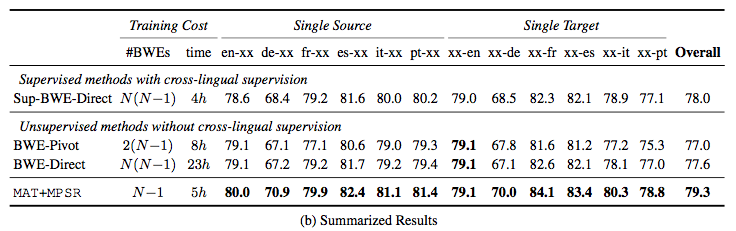 Training Cost Single Source Single Target
#BWEs time en-xx de-xx fr-xx es-xx it-xx pt-xx xx-en xx-de xx-fr xx-es xx-it xx-pt Overall
Supervised methods with cross-lingual supervision
Sup-BWE-Direct N(N−1) 4h 78.6 68.4 79.2 81.6 80.0 80.2 79.0 68.5 82.3 82.1 78.9 77.1 78.0
Unsupervised methods without cross-lingual supervision
BWE-Pivot 2(N−1) 8h 79.1 67.1 77.1 80.6 79.0 79.3 79.1 67.8 81.6 81.2 77.2 75.3 77.0
BWE-Direct N(N−1) 23h 79.1 67.2 79.2 81.7 79.2 79.4 79.1 67.1 82.6 82.1 78.1 77.0 77.6
MAT+MPSR N−1 5h 80.0 70.9 79.9 82.4 81.1 81.4 79.1 70.0 84.1 83.4 80.3 78.8 79.3
(b) Summarized Results